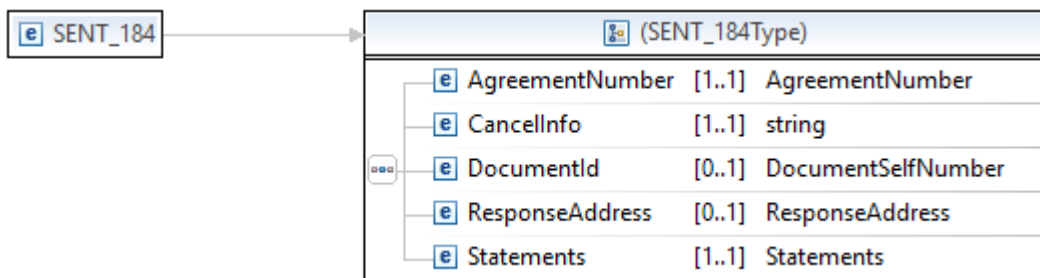 e SENT_184
(SENT_184Type)
e AgreementNumber [1..1] AgreementNumber
e CancelInfo [1..1] string
e DocumentId [0..1] DocumentSelfNumber
e ResponseAddress [0..1] ResponseAddress
e Statements [1..1] Statements